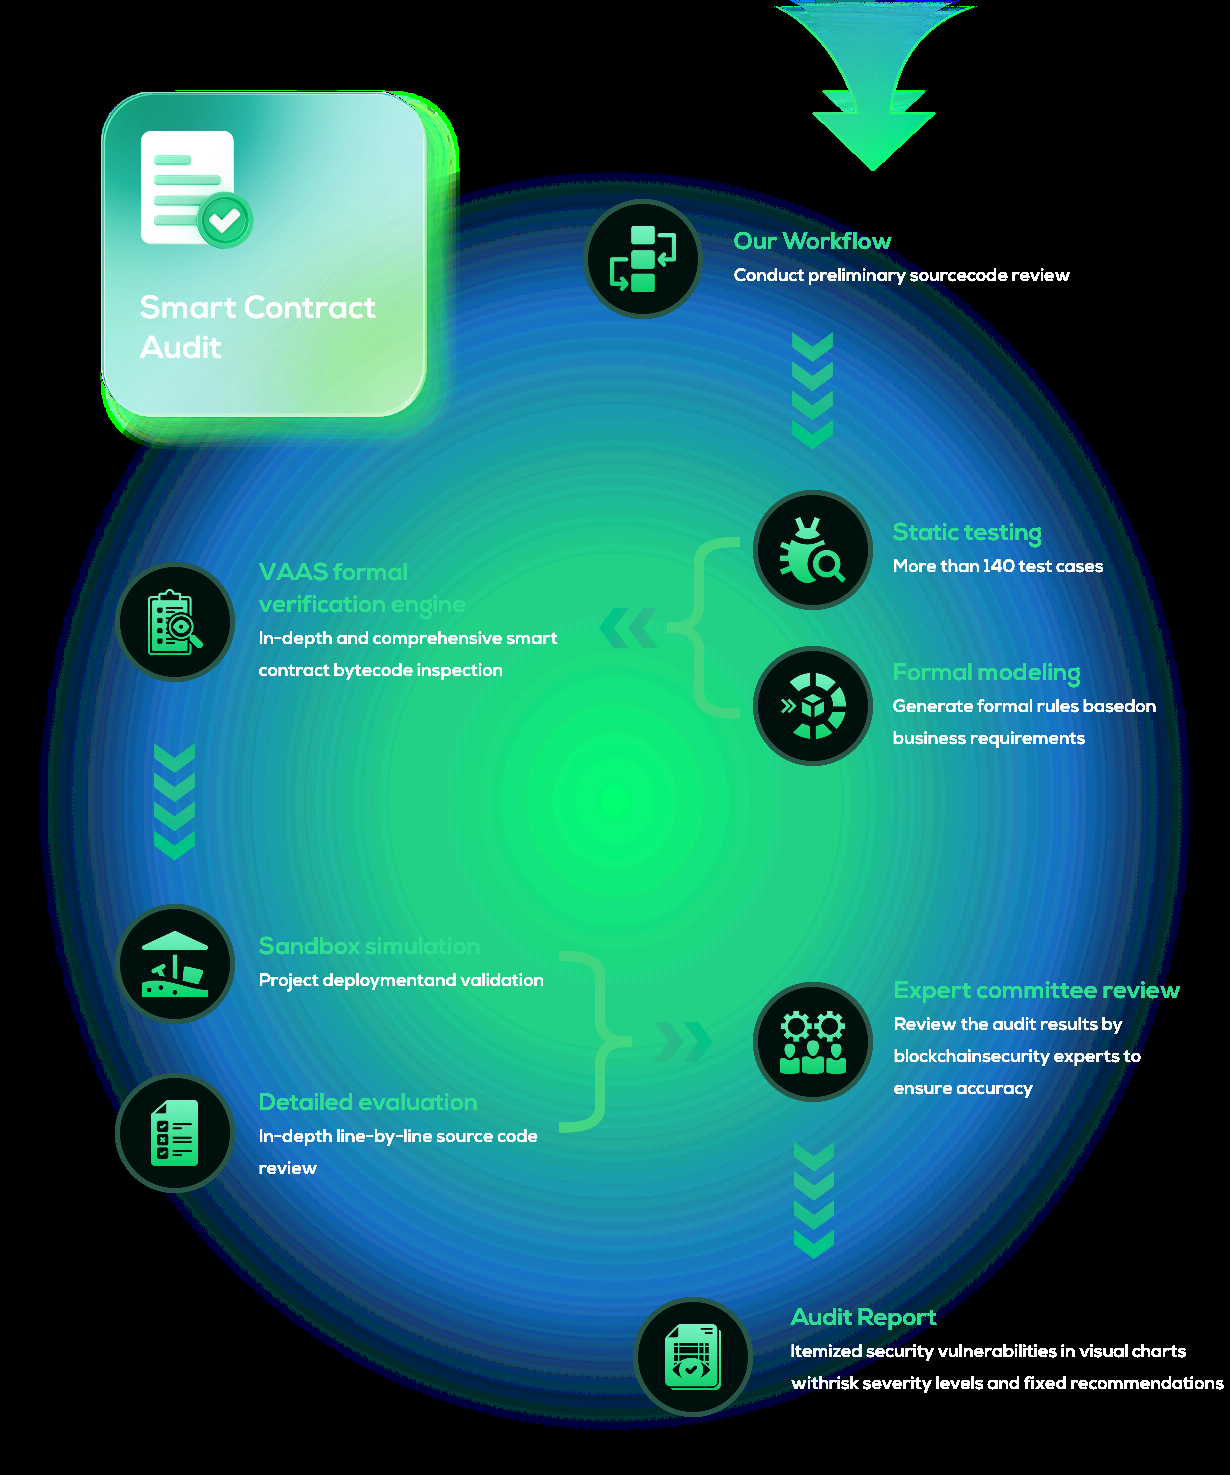 Smart Contract
Audit
Our Workflow
Conduct preliminary sourcecode review
Static testing
More than 140 test cases
Formal modeling
Generate formal rules basedon
business requirements
VAAS formal
verification engine
In-depth and comprehensive smart
contract bytecode inspection
Sandbox simulation
Project deploymentand validation
Detailed evaluation
In-depth line-by-line source code
review
Expert committee review
Review the audit results by
blockchainsecurity experts to
ensure accuracy
Audit Report
Itemized security vulnerabilities in visual charts
withrisk severity levels and fixed recommendations